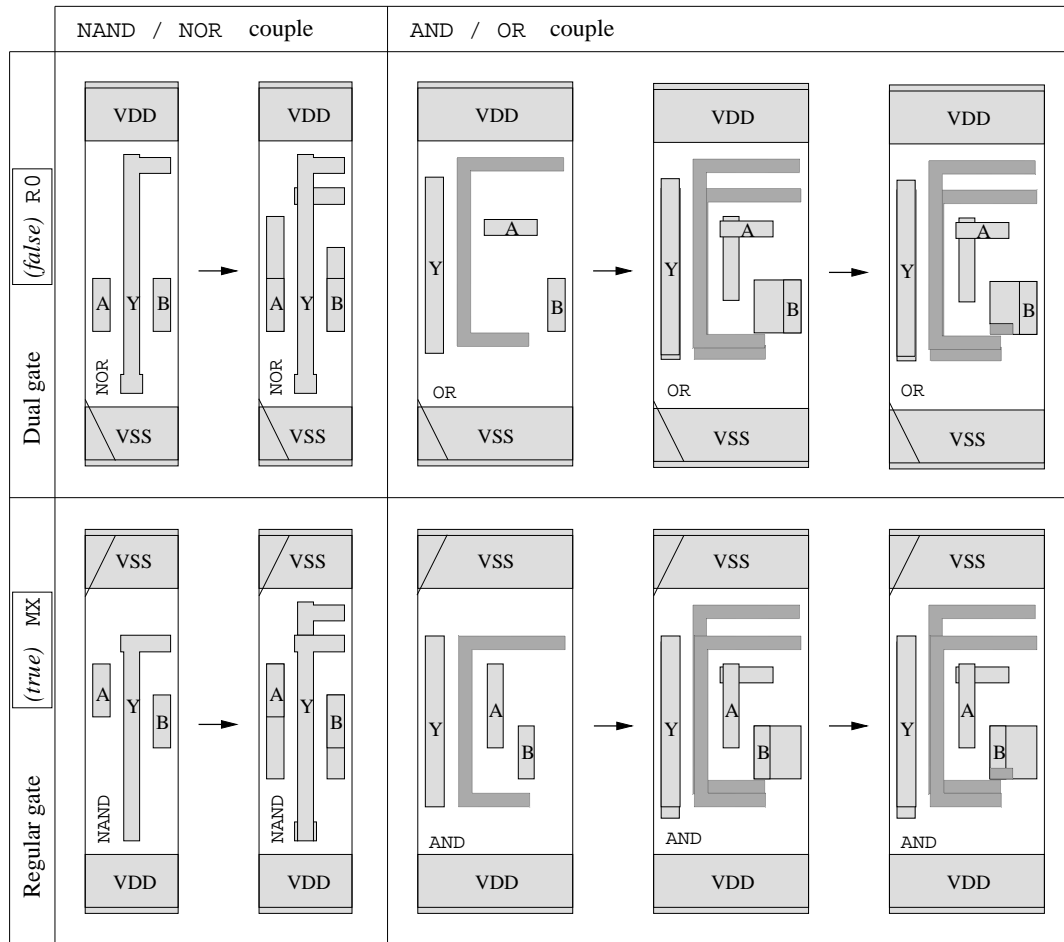 NAND / NOR couple
AND / OR couple
Dual gate (false) R0
VDD
A Y B
NOR
VSS
VDD
A Y B
NOR
VSS
VDD
A
Y B
OR
VSS
VDD
A
Y B
OR
VSS
VDD
A
Y B
OR
VSS
Regular gate (true) MX
VSS
A Y B
NAND
VDD
VSS
A Y B
NAND
VDD
VSS
Y A B
AND
VDD
VSS
Y A B
AND
VDD
VSS
Y A B
AND
VDD